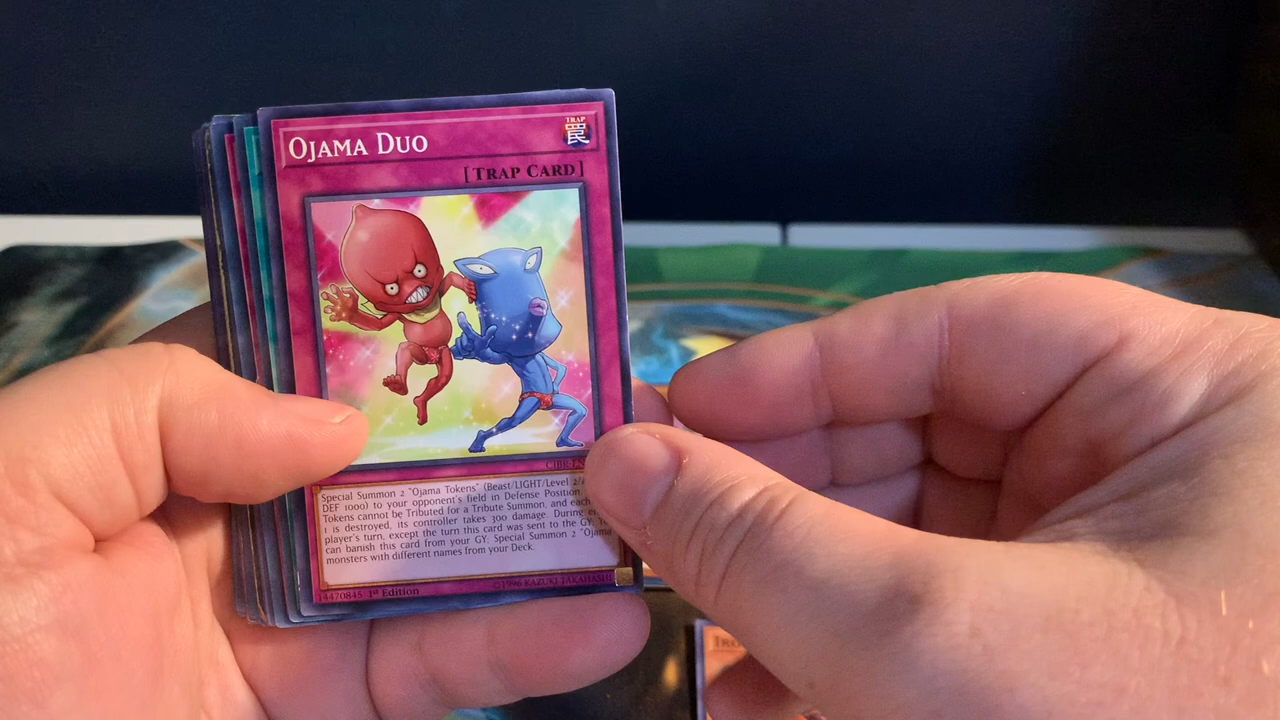 Ojama Duo
TRAP
罠
[Trap Card]
Special Summon 2 "Ojama Tokens" (Beast/LIGHT/Level 2/
DEF 1000) to your opponent's field in Defense Position
Tokens cannot be Tributed for a Tribute Summon, and each
1 is destroyed, its controller takes 300 damage. During
player's turn, except the turn this card was sent to the GY:
can banish this card from your GY; Special Summon 2 "Ojama
monsters with different names from your Deck.
14470845 1st Edition
©1996 KAZUKI TAKAHASHI